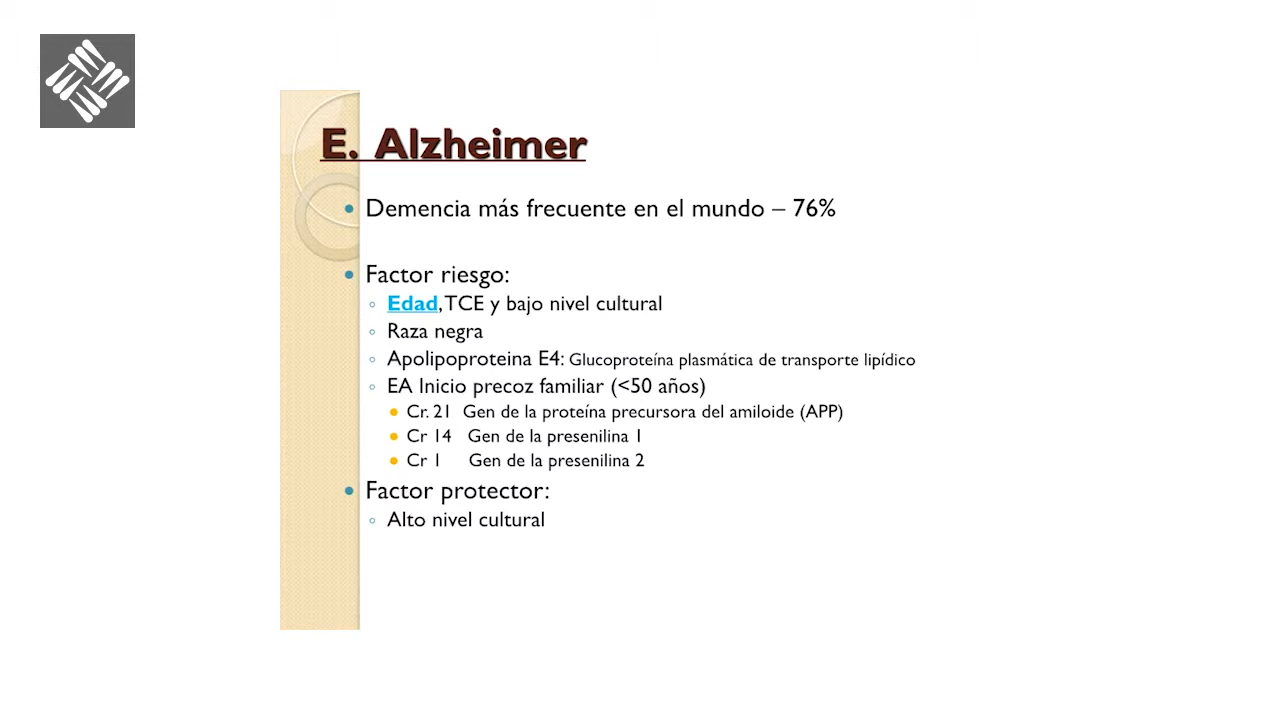 E. Alzheimer
• Demencia más frecuente en el mundo – 76%
• Factor riesgo:
◦ Edad, TCE y bajo nivel cultural
◦ Raza negra
◦ Apolipoproteina E4: Glucoproteína plasmática de transporte lipídico
◦ EA Inicio precoz familiar (<50 años)
• Cr. 21 Gen de la proteína precursora del amiloide (APP)
• Cr 14 Gen de la presenilina 1
• Cr 1 Gen de la presenilina 2
• Factor protector:
◦ Alto nivel cultural